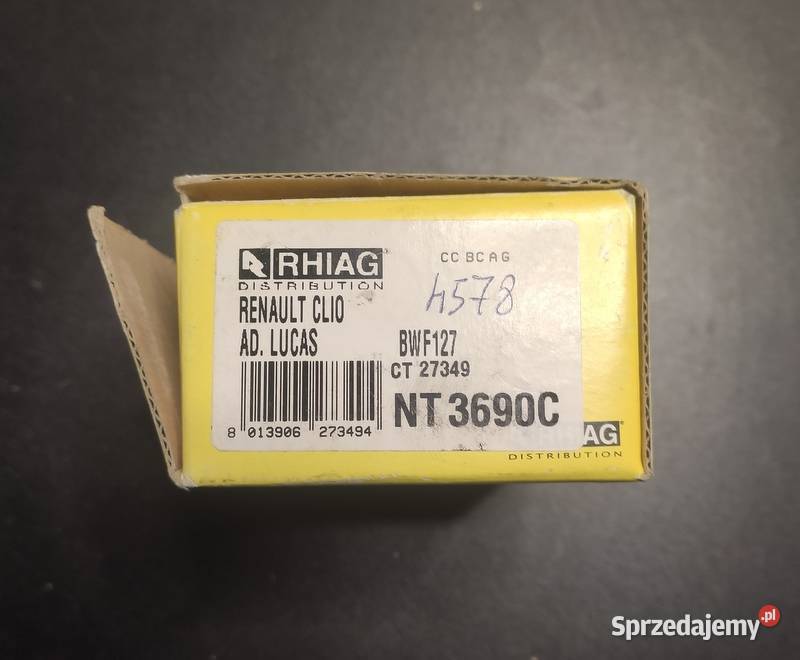 RHIAG
DISTRIBUTION
CC BC AG
4578
RENAULT CLIO
AD. LUCAS
BWF127
CT 27349
NT 3690C
8 013906 273494
RHIAG
DISTRIBUTION
Sprzedajemy.pl